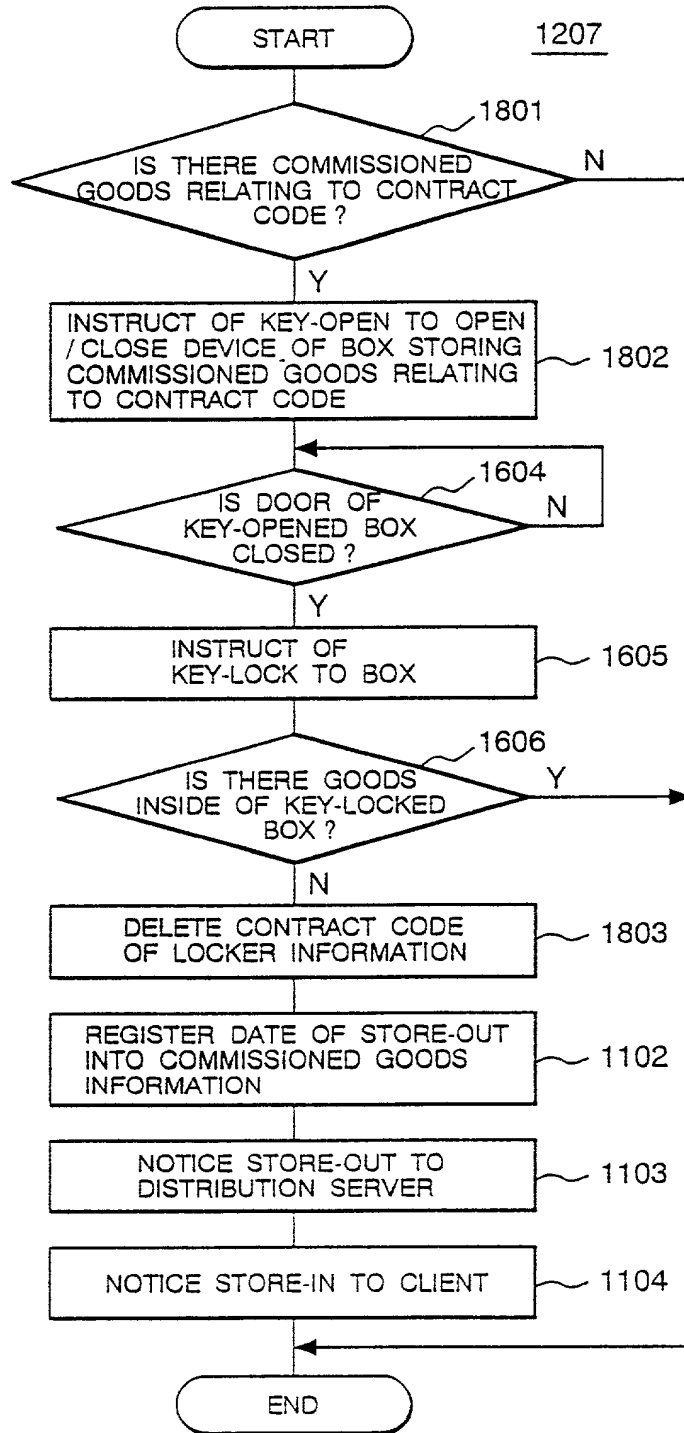 START
1207
1801
IS THERE COMMISSIONED
GOODS RELATING TO CONTRACT
CODE ?
N
Y
INSTRUCT OF KEY-OPEN TO OPEN
/CLOSE DEVICE OF BOX STORING
COMMISSIONED GOODS RELATING
TO CONTRACT CODE
1802
1604
IS DOOR OF
KEY-OPENED BOX
CLOSED ?
N
Y
INSTRUCT OF
KEY-LOCK TO BOX
1605
1606
IS THERE GOODS
INSIDE OF KEY-LOCKED
BOX ?
Y
N
DELETE CONTRACT CODE
OF LOCKER INFORMATION
1803
REGISTER DATE OF STORE-OUT
INTO COMMISSIONED GOODS
INFORMATION
1102
NOTICE STORE-OUT TO
DISTRIBUTION SERVER
1103
NOTICE STORE-IN TO CLIENT
1104
END